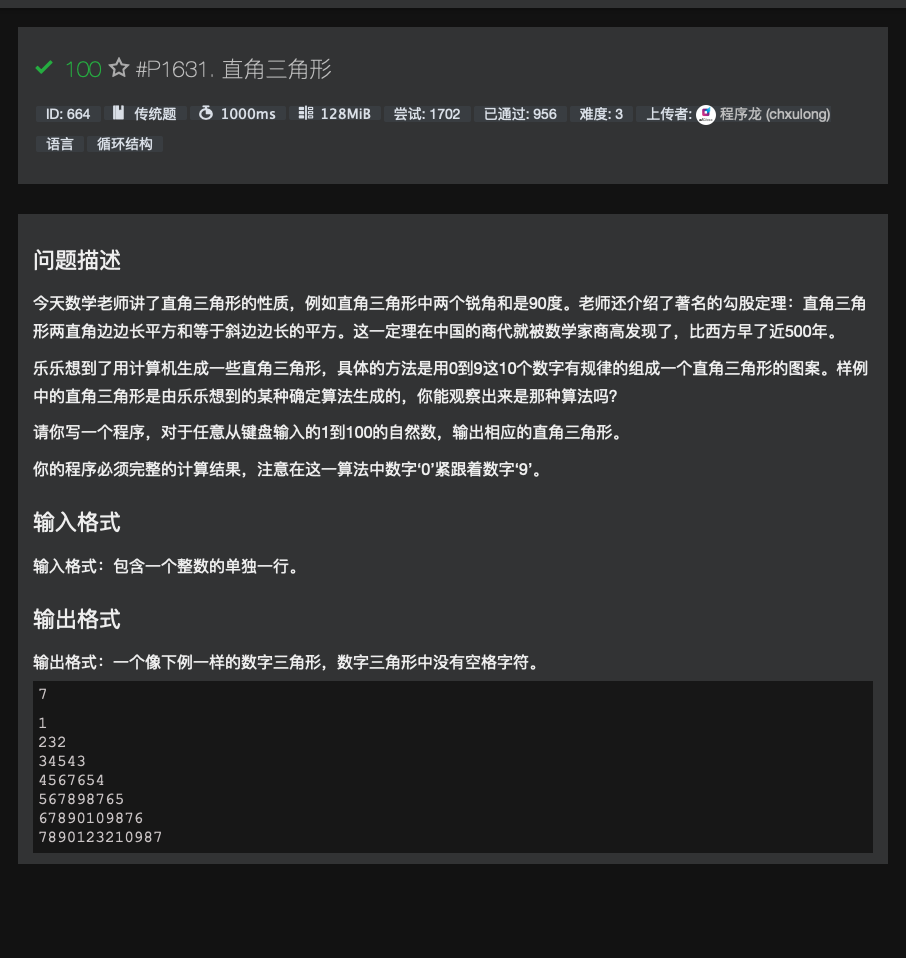 100 #P1631. 直角三角形
ID: 664 传统题 1000ms 128MiB 尝试: 1702 已通过: 956 难度: 3 上传者: 程序龙 (chxulong)
语言 循环结构
问题描述
今天数学老师讲了直角三角形的性质，例如直角三角形中两个锐角和是90度。老师还介绍了著名的勾股定理：直角三角
形两直角边边长平方和等于斜边边长的平方。这一定理在中国的商代就被数学家商高发现了，比西方早了近500年。
乐乐想到了用计算机生成一些直角三角形，具体的方法是用0到9这10个数字有规律的组成一个直角三角形的图案。样例
中的直角三角形是由乐乐想到的某种确定算法生成的，你能观察出来是那种算法吗？
请你写一个程序，对于任意从键盘输入的1到100的自然数，输出相应的直角三角形。
你的程序必须完整的计算结果，注意在这一算法中数字‘0’紧跟着数字‘9’。
输入格式
输入格式：包含一个整数的单独一行。
输出格式
输出格式：一个像下例一样的数字三角形，数字三角形中没有空格字符。
7
1
232
34543
4567654
567898765
67890109876
7890123210987